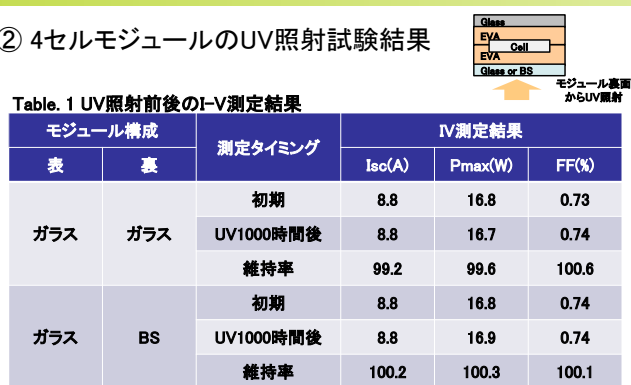 ② 4セルモジュールのUV照射試験結果
Glass
EVA
Cell
EVA
Glass or BS
モジュール裏面
からUV照射
Table. 1 UV照射前後のI-V測定結果
モジュール構成 測定タイミング IV測定結果
表 裏 Isc(A) Pmax(W) FF(%)
ガラス ガラス 初期 8.8 16.8 0.73
UV1000時間後 8.8 16.7 0.74
維持率 99.2 99.6 100.6
ガラス BS 初期 8.8 16.8 0.74
UV1000時間後 8.8 16.9 0.74
維持率 100.2 100.3 100.1